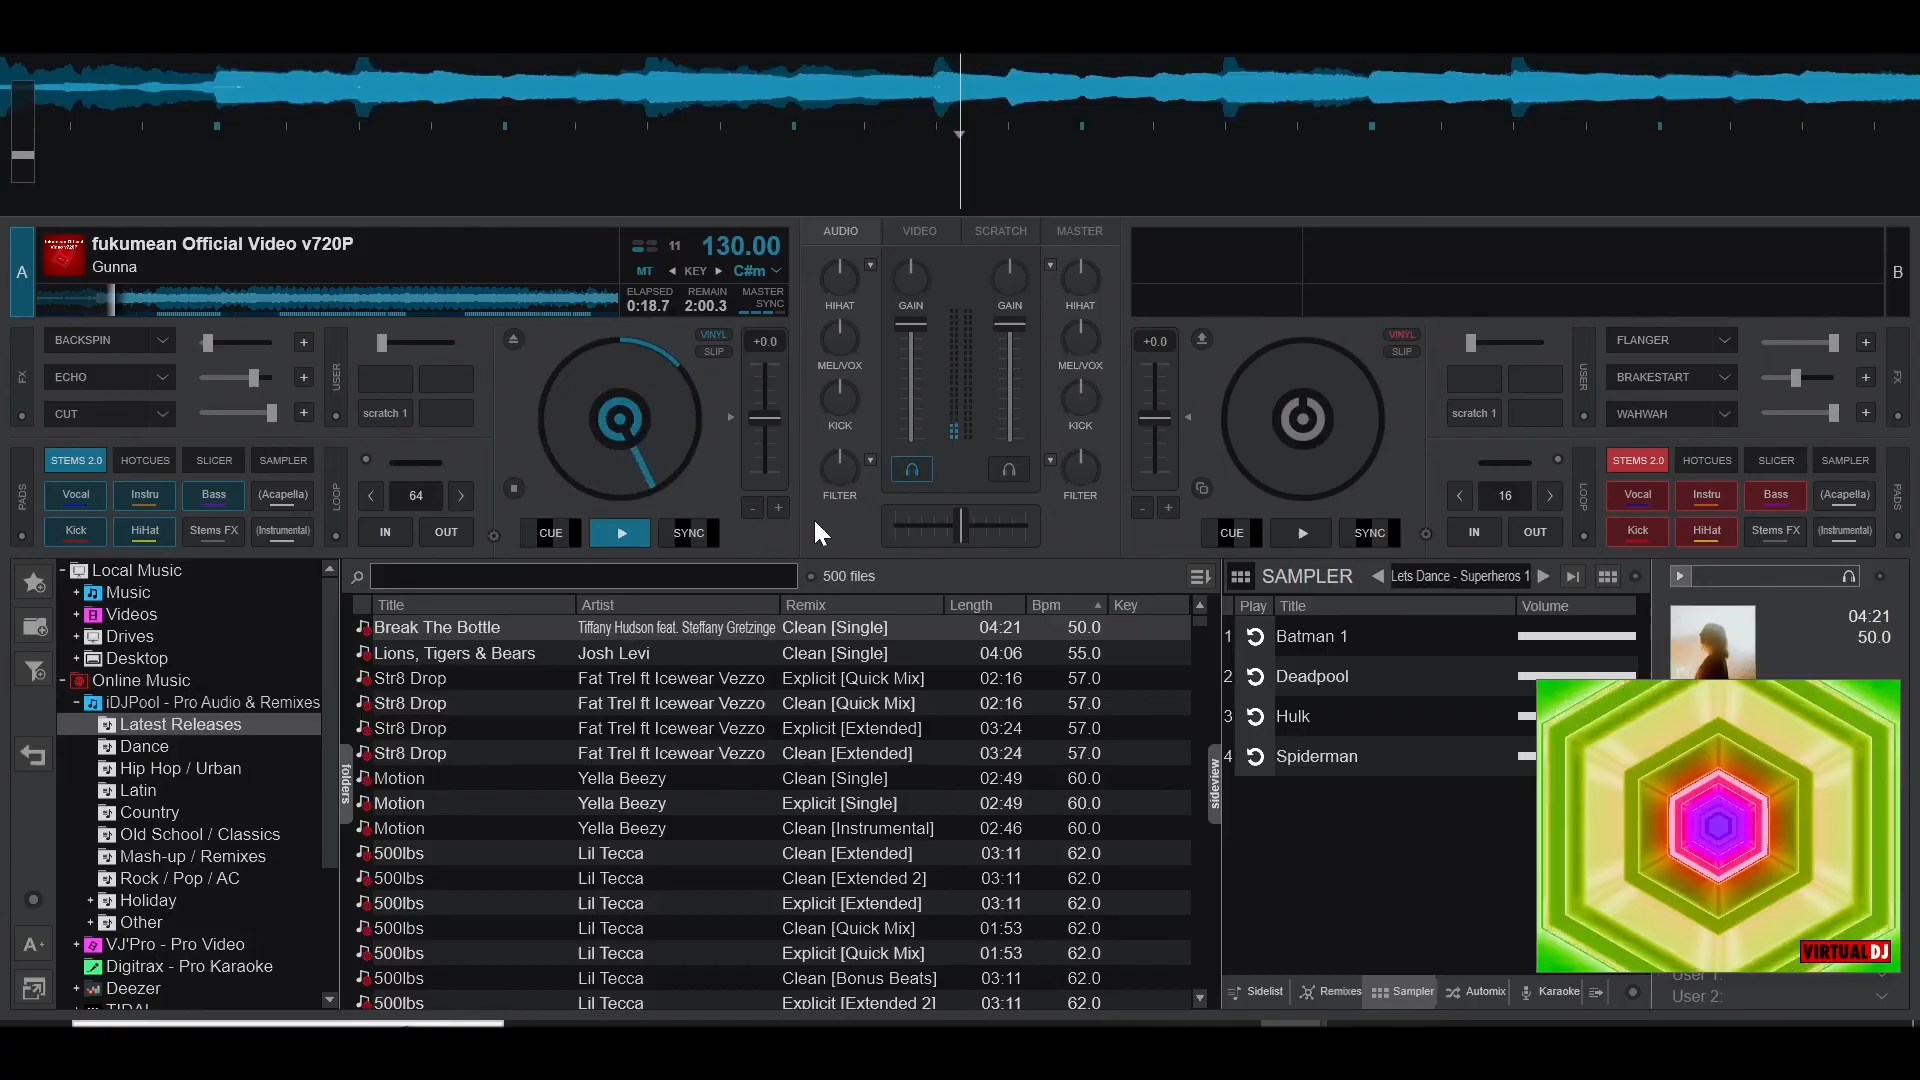 AUDIO VIDEO SCRATCH MASTER
A
fukumean Official Video v720P
Gunna
11 130.00
MT KEY C#m
ELAPSED REMAIN MASTER
SYNC
0:18.7 2:00.3
HIHAT GAIN GAIN HIHAT
MEL/VOX MEL/VOX
KICK KICK
FILTER FILTER
B
BACKSPIN
ECHO
CUT
FX
USER
scratch 1
VINYL
SLIP
+0.0
PADS
STEMS 2.0 HOTCUES SLICER SAMPLER
Vocal Instru Bass (Acapella)
Kick HiHat Stems FX (Instrumental)
LOOP
64
IN OUT
CUE SYNC
- +
+0.0
VINYL
SLIP
- +
CUE SYNC
scratch 1
USER
FLANGER
BRAKESTART
WAHWAH
FX
16
IN OUT
LOOP
STEMS 2.0 HOTCUES SLICER SAMPLER
Vocal Instru Bass (Acapella)
Kick HiHat Stems FX (Instrumental)
PADS
Local Music
Music
Videos
Drives
Desktop
Online Music
iDJPool - Pro Audio & Remixes
Latest Releases
Dance
Hip Hop / Urban
Latin
Country
Old School / Classics
Mash-up / Remixes
Rock / Pop / AC
Holiday
Other
VJ'Pro - Pro Video
Digitrax - Pro Karaoke
Deezer
TIDAL
A+
folders
500 files
Title Artist Remix Length Bpm Key
Break The Bottle Tiffany Hudson feat. Steffany Gretzinge Clean [Single] 04:21 50.0
Lions, Tigers & Bears Josh Levi Clean [Single] 04:06 55.0
Str8 Drop Fat Trel ft Icewear Vezzo Explicit [Quick Mix] 02:16 57.0
Str8 Drop Fat Trel ft Icewear Vezzo Clean [Quick Mix] 02:16 57.0
Str8 Drop Fat Trel ft Icewear Vezzo Explicit [Extended] 03:24 57.0
Str8 Drop Fat Trel ft Icewear Vezzo Clean [Extended] 03:24 57.0
Motion Yella Beezy Clean [Single] 02:49 60.0
Motion Yella Beezy Explicit [Single] 02:49 60.0
Motion Yella Beezy Clean [Instrumental] 02:46 60.0
500lbs Lil Tecca Clean [Extended] 03:11 62.0
500lbs Lil Tecca Clean [Extended 2] 03:11 62.0
500lbs Lil Tecca Explicit [Extended] 03:11 62.0
500lbs Lil Tecca Clean [Quick Mix] 01:53 62.0
500lbs Lil Tecca Explicit [Quick Mix] 01:53 62.0
500lbs Lil Tecca Clean [Bonus Beats] 03:11 62.0
500lbs Lil Tecca Explicit [Extended 2] 03:11 62.0
sideview
SAMPLER Lets Dance - Superheros 1
Play Title Volume
1 Batman 1
2 Deadpool
3 Hulk
4 Spiderman
Sidelist Remixes Sampler Automix Karaoke
04:21
50.0
VIRTUAL DJ
User 1:
User 2: